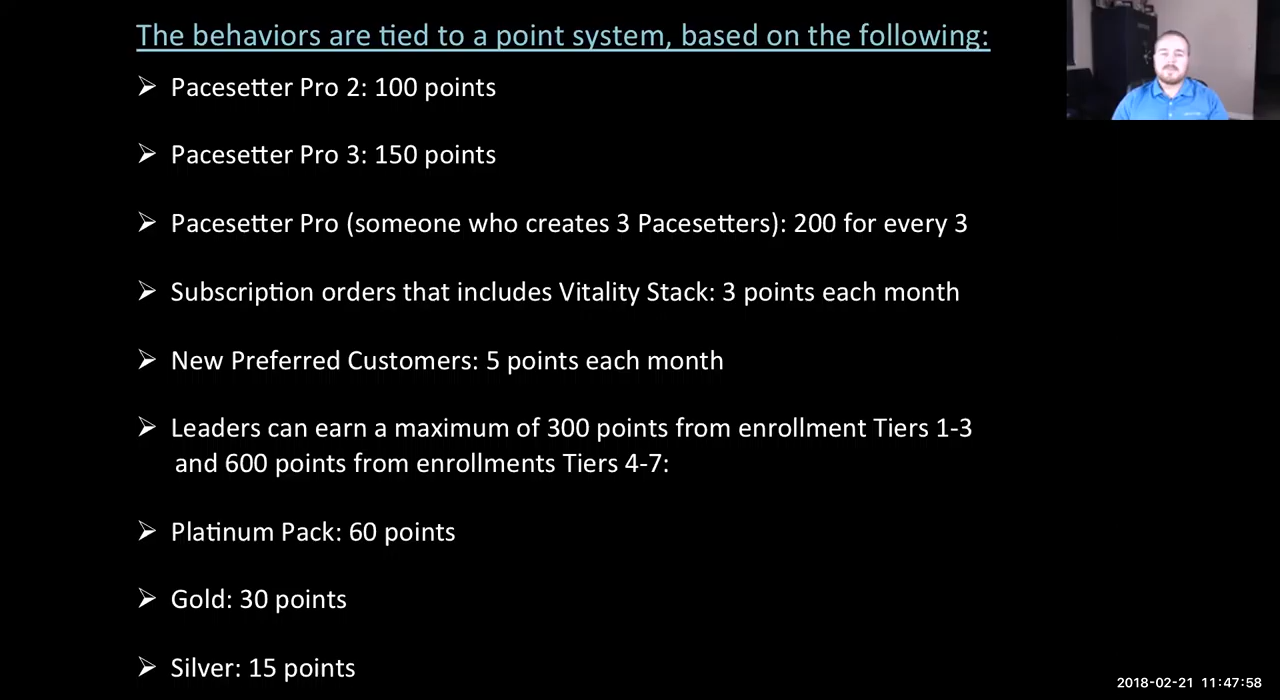 The behaviors are tied to a point system, based on the following:
➢ Pacesetter Pro 2: 100 points
➢ Pacesetter Pro 3: 150 points
➢ Pacesetter Pro (someone who creates 3 Pacesetters): 200 for every 3
➢ Subscription orders that includes Vitality Stack: 3 points each month
➢ New Preferred Customers: 5 points each month
➢ Leaders can earn a maximum of 300 points from enrollment Tiers 1-3
and 600 points from enrollments Tiers 4-7:
➢ Platinum Pack: 60 points
➢ Gold: 30 points
➢ Silver: 15 points
2018-02-21 11:47:58